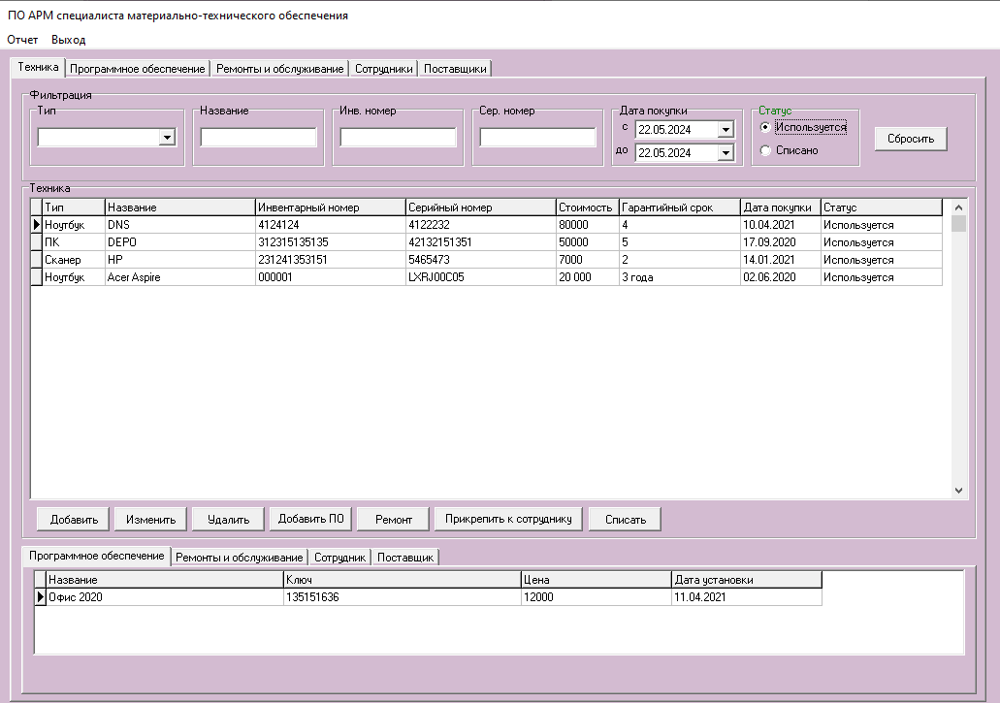 ПО АРМ специалиста материально-технического обеспечения
Отчет Выход
Техника Программное обеспечение Ремонты и обслуживание Сотрудники Поставщики
Фильтрация
Тип Название Инв. номер Сер. номер Дата покупки Статус
с 22.05.2024 Используется
до 22.05.2024 Списано
Сбросить
Техника
Тип Название Инвентарный номер Серийный номер Стоимость Гарантийный срок Дата покупки Статус
Ноутбук DNS 4124124 4122232 80000 4 10.04.2021 Используется
ПК DEPO 312315135135 42132151351 50000 5 17.09.2020 Используется
Сканер HP 231241353151 5465473 7000 2 14.01.2021 Используется
Ноутбук Acer Aspire 000001 LXRJ00C05 20 000 3 года 02.06.2020 Используется
Добавить Изменить Удалить Добавить ПО Ремонт Прикрепить к сотруднику Списать
Программное обеспечение Ремонты и обслуживание Сотрудник Поставщик
Название Ключ Цена Дата установки
Офис 2020 135151636 12000 11.04.2021